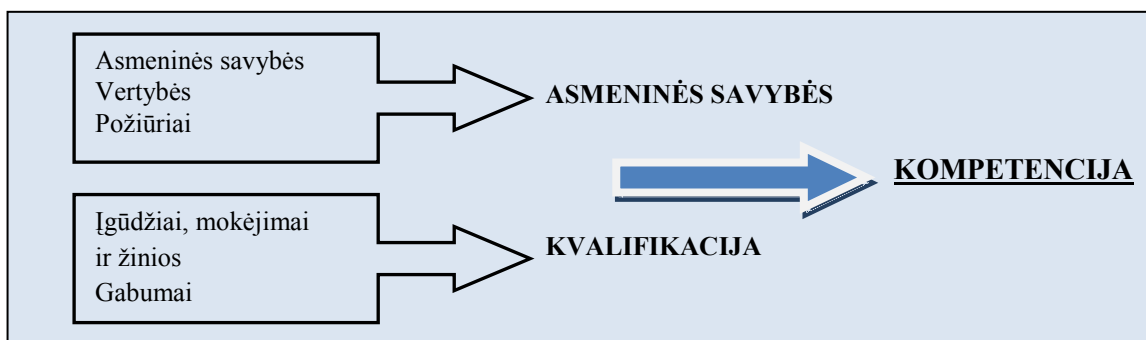 Asmeninės savybės
Vertybės
Požiūriai
ASMENINĖS SAVYBĖS
KOMPETENCIJA
Įgūdžiai, mokėjimai
ir žinios
Gabumai
KVALIFIKACIJA